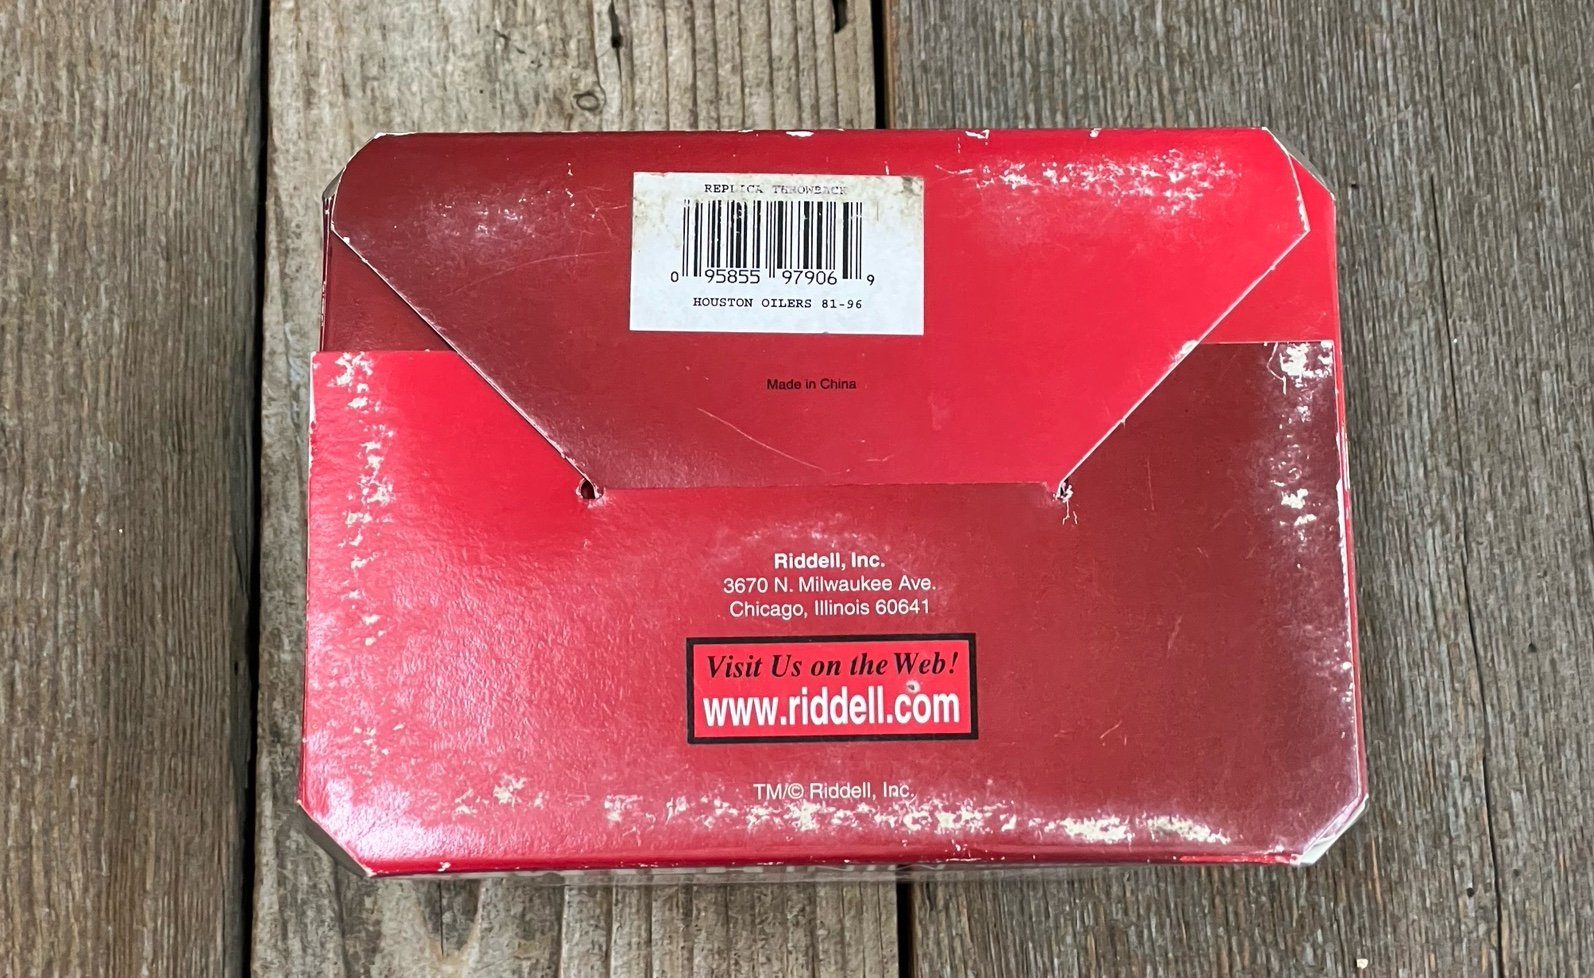 REPLICA THROWBACK
0 95855 97906 9
HOUSTON OILERS 81-96
Made in China
Riddell, Inc.
3670 N. Milwaukee Ave.
Chicago, Illinois 60641
Visit Us on the Web!
www.riddell.com
TM/© Riddell, Inc.